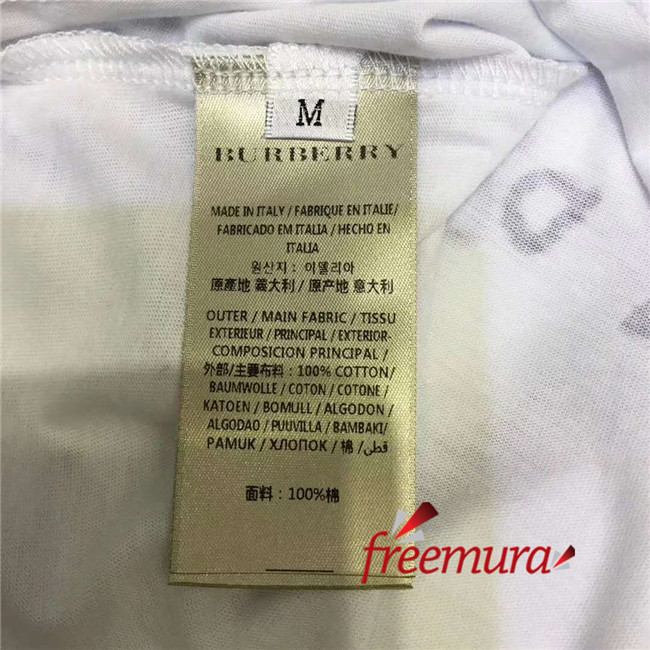 M
BURBERRY
MADE IN ITALY / FABRIQUE EN ITALIE/
FABRICADO EM ITALIA / HECHO EN
ITALIA
원산지 : 이델리아
原產地 義大利 / 原产地 意大利
OUTER / MAIN FABRIC / TISSU
EXTERIEUR / PRINCIPAL / EXTERIOR-
COMPOSICION PRINCIPAL /
外部/主要布料 : 100% COTTON/
BAUMWOLLE / COTON / COTONE /
KATOEN / BOMULL / ALGODON /
ALGODAO / PUUVILLA / BAMBAKI/
PAMUK / ХЛОПОК / 棉 /قطن/
面料 : 100%棉
freemura